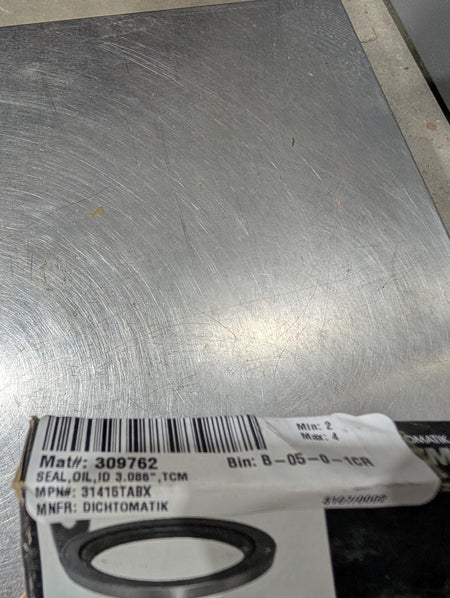 Min: 2
Max: 4
Mat#: 309762
Bin: B-05-0-1CR
SEAL,OIL,ID 3.086",TCM
MPN#: 31415TABX
MNFR: DICHTOMATIK